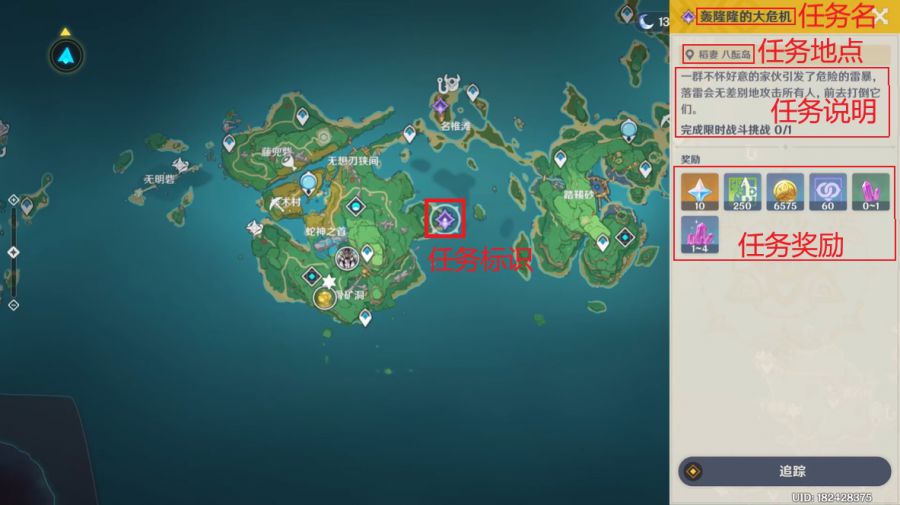 轰隆隆的大危机
任务名
13
稻妻 八酝岛
任务地点
一群不怀好意的家伙引发了危险的雷暴，
落雷会无差别地攻击所有人，前去打倒它
们。
任务说明
完成限时战斗挑战 0/1
奖励
10
250
6575
60
0~1
1~4
任务奖励
名椎滩
藤兜砦
无想刃狭间
无明砦
踏鞴砂
绯木村
蛇神之首
任务标识
骨矿洞
追踪
UID: 182428375